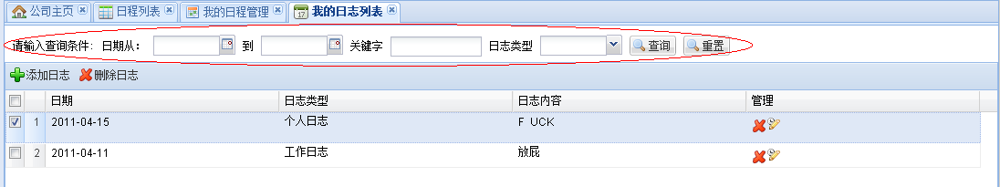 公司主页 日程列表 我的日程管理 17 我的日志列表
请输入查询条件: 日期从: 到 关键字 日志类型 查询 重置
添加日志 删除日志
日期 日志类型 日志内容 管理
1 2011-04-15 个人日志 F UCK
2 2011-04-11 工作日志 放屁